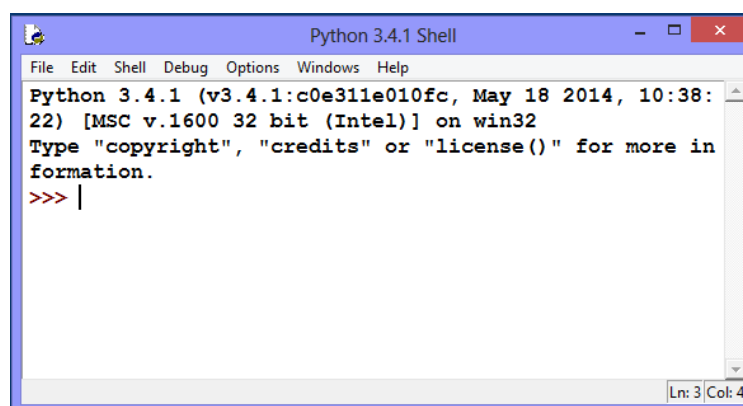 Python 3.4.1 Shell
File Edit Shell Debug Options Windows Help
Python 3.4.1 (v3.4.1:c0e311e010fc, May 18 2014, 10:38:
22) [MSC v.1600 32 bit (Intel)] on win32
Type "copyright", "credits" or "license()" for more in
formation.
>>>
Ln: 3 Col: 4